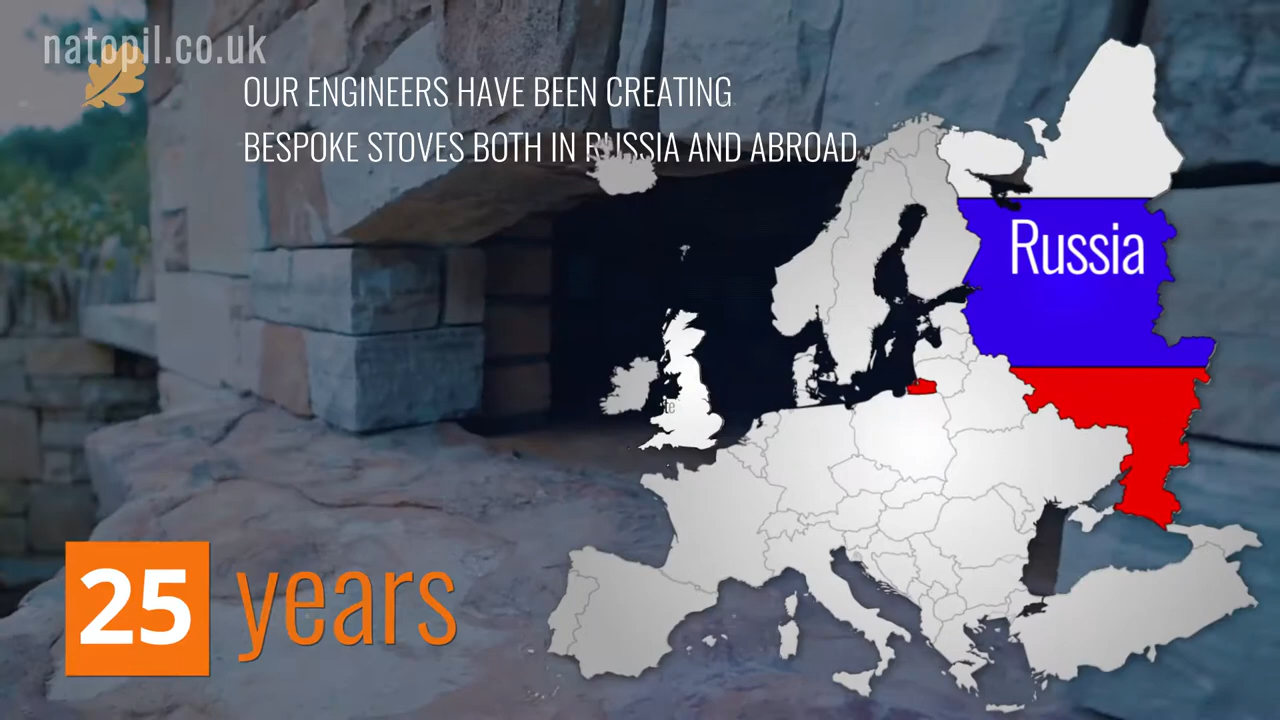 natopil.co.uk
OUR ENGINEERS HAVE BEEN CREATING
BESPOKE STOVES BOTH IN RUSSIA AND ABROAD
Russia
25 years